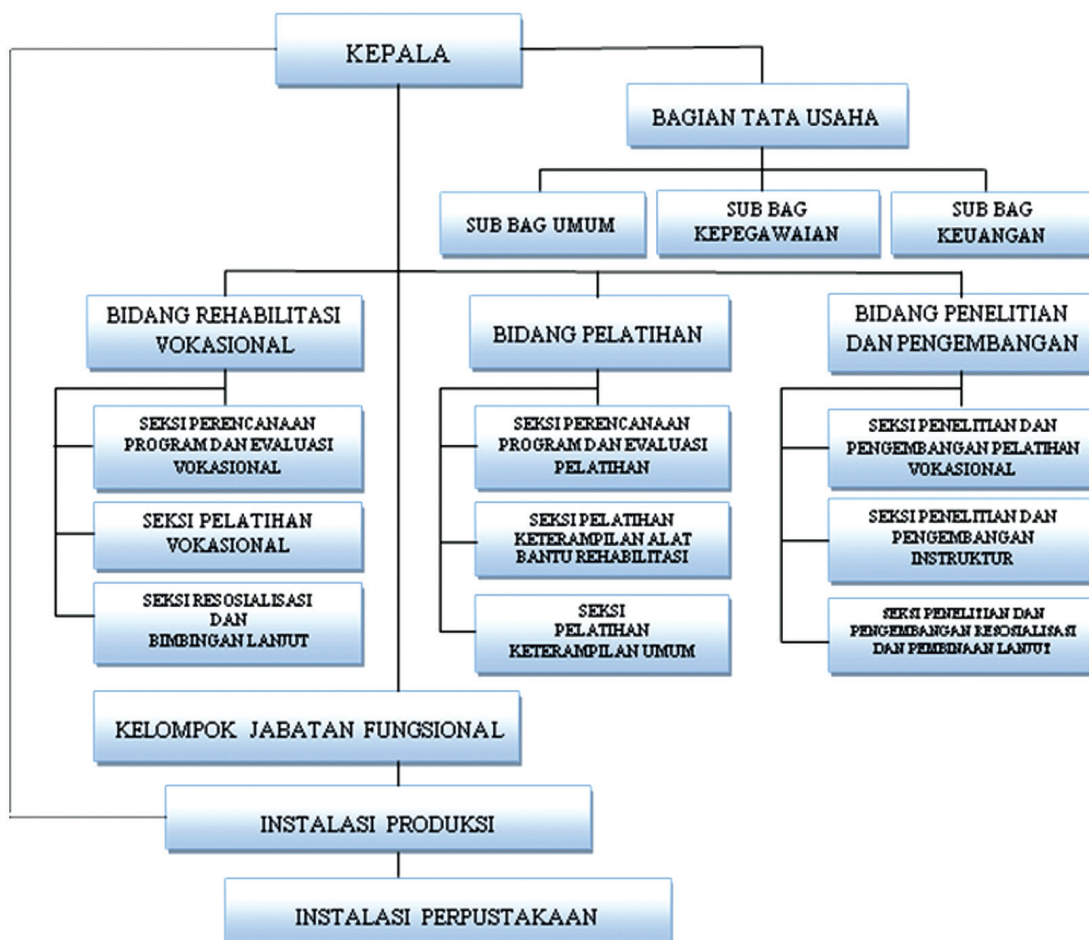 KEPALA
BAGIAN TATA USAHA
SUB BAG UMUM
SUB BAG
KEPEGAWAIAN
SUB BAG
KEUANGAN
BIDANG REHABILITASI
VOKASIONAL
BIDANG PELATIHAN
BIDANG PENELITIAN
DAN PENGEMBANGAN
SEKSI PERENCANAAN
PROGRAM DAN EVALUASI
VOKASIONAL
SEKSI PELATIHAN
VOKASIONAL
SEKSI RESOSIALISASI
DAN
BIMBINGAN LANJUT
SEKSI PERENCANAAN
PROGRAM DAN EVALUASI
PELATIHAN
SEKSI PELATIHAN
KETERAMPILAN ALAT
BANTU REHABILITASI
SEKSI
PELATIHAN
KETERAMPILAN UMUM
SEKSI PENELITIAN DAN
PENGEMBANGAN PELATIHAN
VOKASIONAL
SEKSI PENELITIAN DAN
PENGEMBANGAN
INSTRUKTUR
SEKSI PENELITIAN DAN
PENGEMBANGAN RESOSIALISASI
DAN PEMBINAAN LANJUT
KELOMPOK JABATAN FUNGSIONAL
INSTALASI PRODUKSI
INSTALASI PERPUSTAKAAN